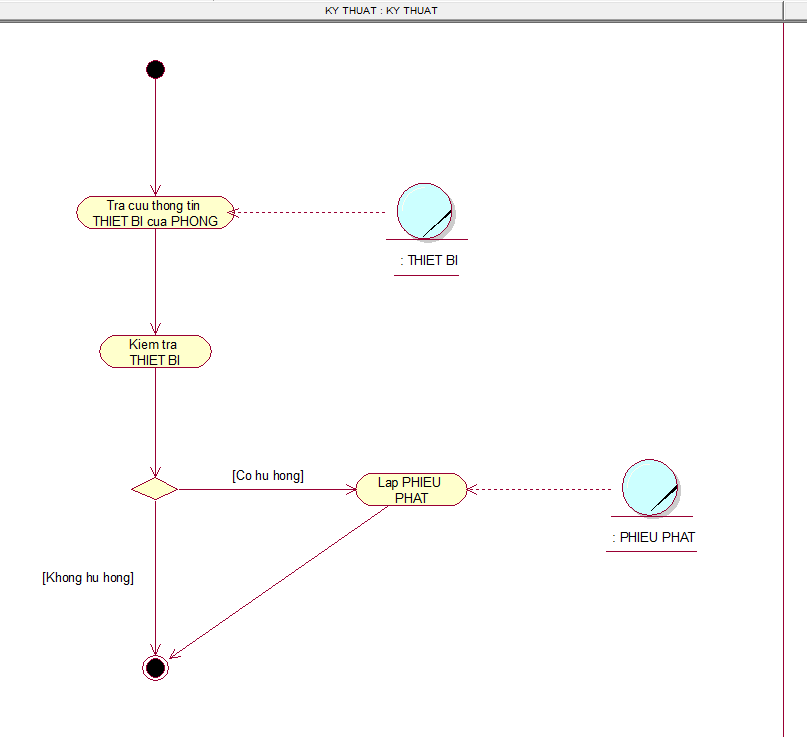 KY THUAT : KY THUAT
Tra cuu thong tin
THIET BI cua PHONG
: THIET BI
Kiem tra
THIET BI
[Co hu hong]
Lap PHIEU
PHAT
: PHIEU PHAT
[Khong hu hong]